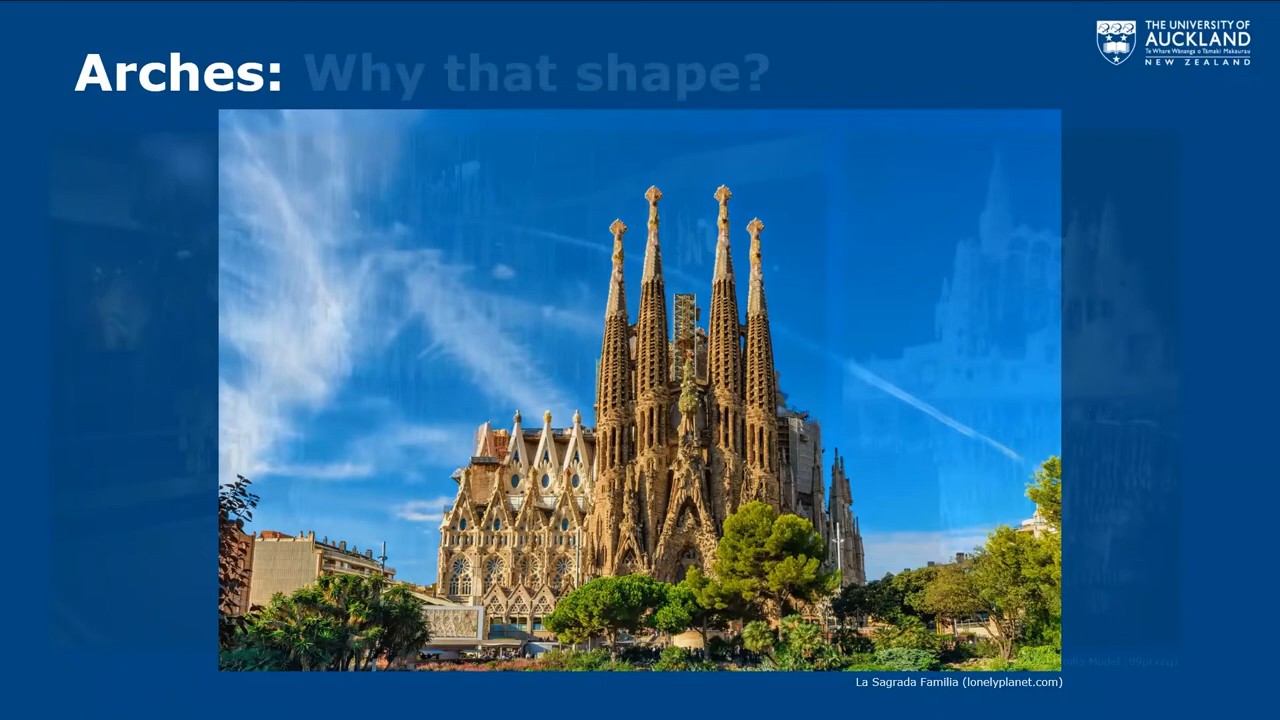 THE UNIVERSITY OF
AUCKLAND
Te Whare Wānanga o Tāmaki Makaurau
NEW ZEALAND
Arches: Why that shape?
La Sagrada Familia (lonelyplanet.com)